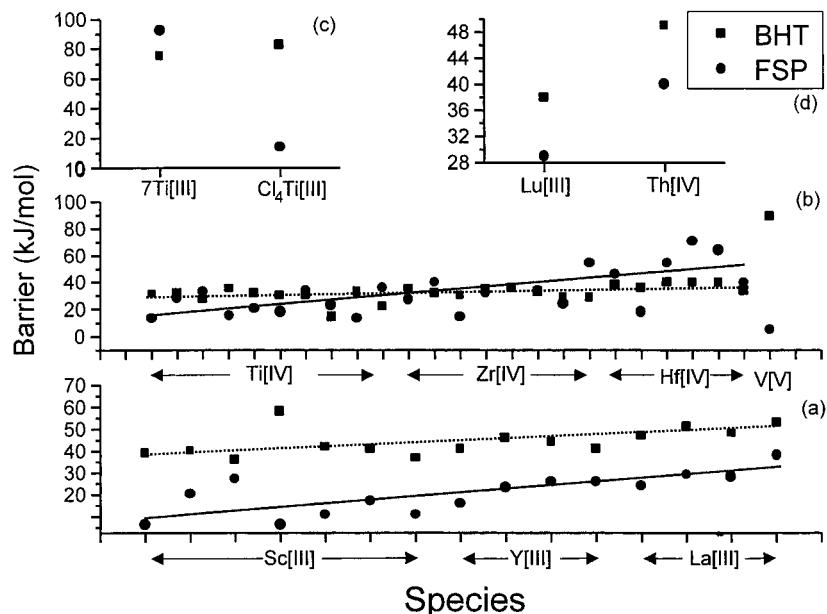 100
80
60
40
20
10
(c)
7Ti[III]
Cl4Ti[III]
48
44
40
36
32
28
BHT
FSP
(d)
Lu[III]
Th[IV]
Barrier (kJ/mol)
100
80
60
40
20
0
(b)
Ti[IV]
Zr[IV]
Hf[IV]
V[V]
70
60
50
40
30
20
(a)
Sc[III]
Y[III]
La[III]
Species